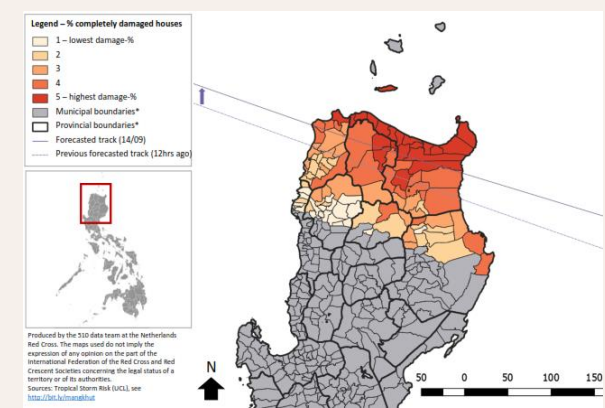 Legend – % completely damaged houses
1 – lowest damage-%
2
3
4
5 – highest damage-%
Municipal boundaries*
Provincial boundaries*
Forecasted track (14/09)
Previous forecasted track (12hrs ago)
Produced by the 510 data team at the Netherlands
Red Cross. The maps used do not imply the
expression of any opinion on the part of the
International Federation of the Red Cross and Red
Crescent Societies concerning the legal status of a
territory or of its authorities.
Sources: Tropical Storm Risk (UCL), see
http://bit.ly/mangkhut
N
50 0 50 100 150